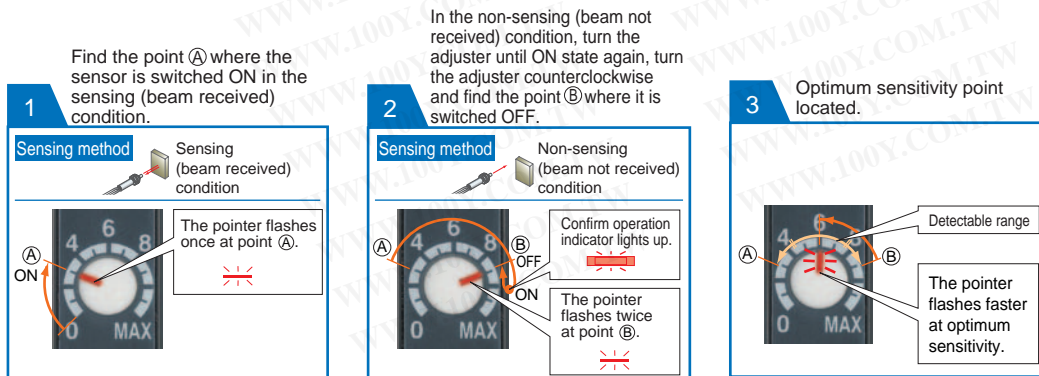 1
Find the point Ⓐ where the
sensor is switched ON in the
sensing (beam received)
condition.
Sensing method
Sensing
(beam received)
condition
The pointer flashes
once at point Ⓐ.
Ⓐ
ON
0
4
6
8
MAX
2
In the non-sensing (beam not
received) condition, turn the
adjuster until ON state again, turn
the adjuster counterclockwise
and find the point Ⓑ where it is
switched OFF.
Sensing method
Non-sensing
(beam not received)
condition
Confirm operation
indicator lights up.
The pointer
flashes twice
at point Ⓑ.
Ⓐ
Ⓑ
OFF
ON
0
4
6
8
MAX
3
Optimum sensitivity point
located.
Detectable range
The pointer
flashes faster
at optimum
sensitivity.
Ⓐ
Ⓑ
0
4
6
8
MAX
WWW.100Y.COM.TW